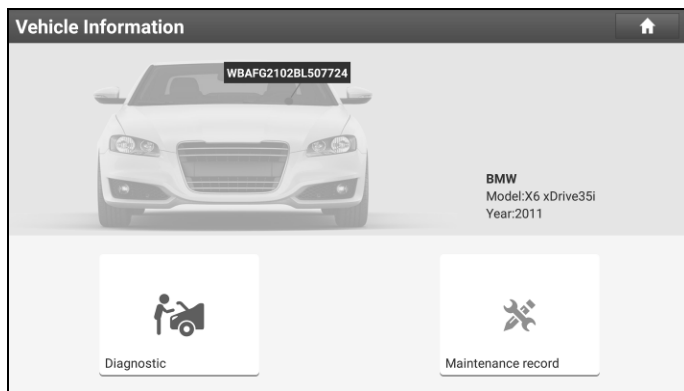 Vehicle Information
WBAFG2102BL507724
BMW
Model:X6 xDrive35i
Year:2011
Diagnostic
Maintenance record